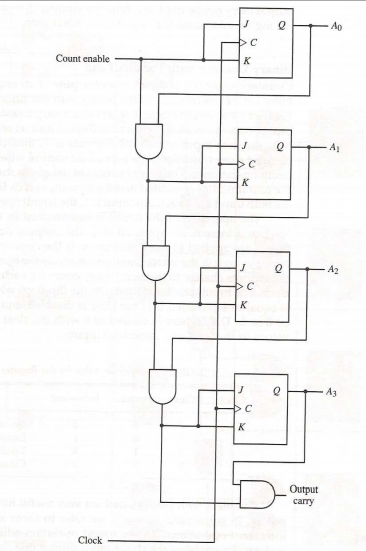 J Q A0
C
Count enable K
J Q A1
C
K
J Q A2
C
K
J Q A3
C
K
Output
carry
Clock